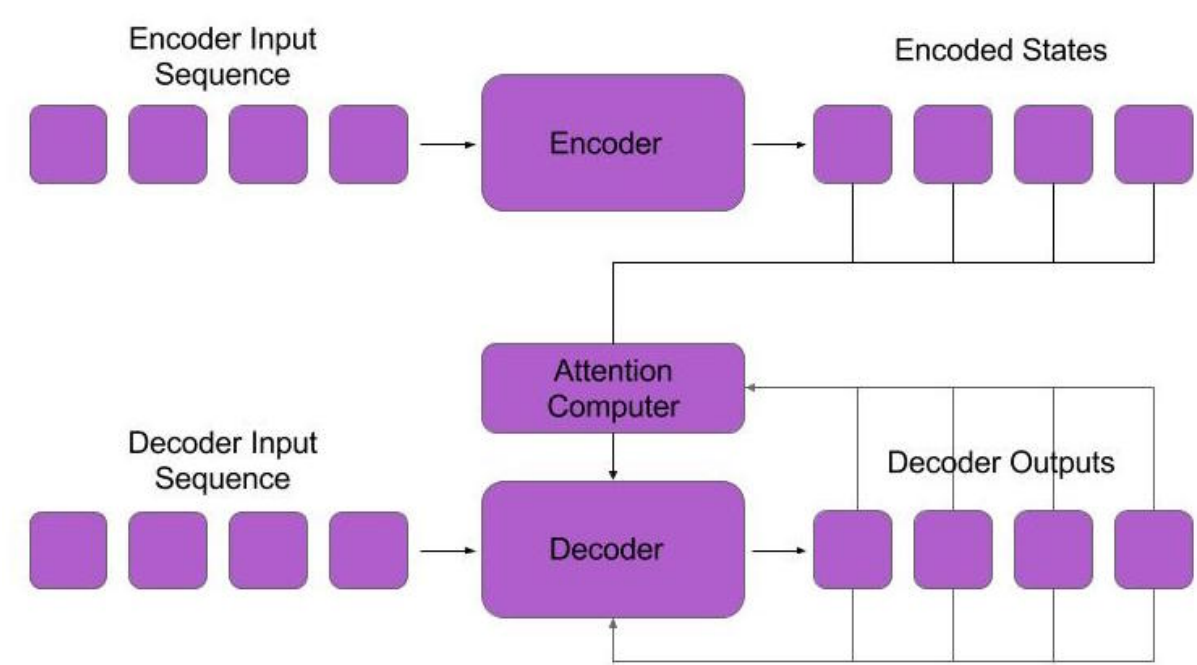 Encoder Input
Sequence
Encoder
Encoded States
Attention
Computer
Decoder Input
Sequence
Decoder
Decoder Outputs